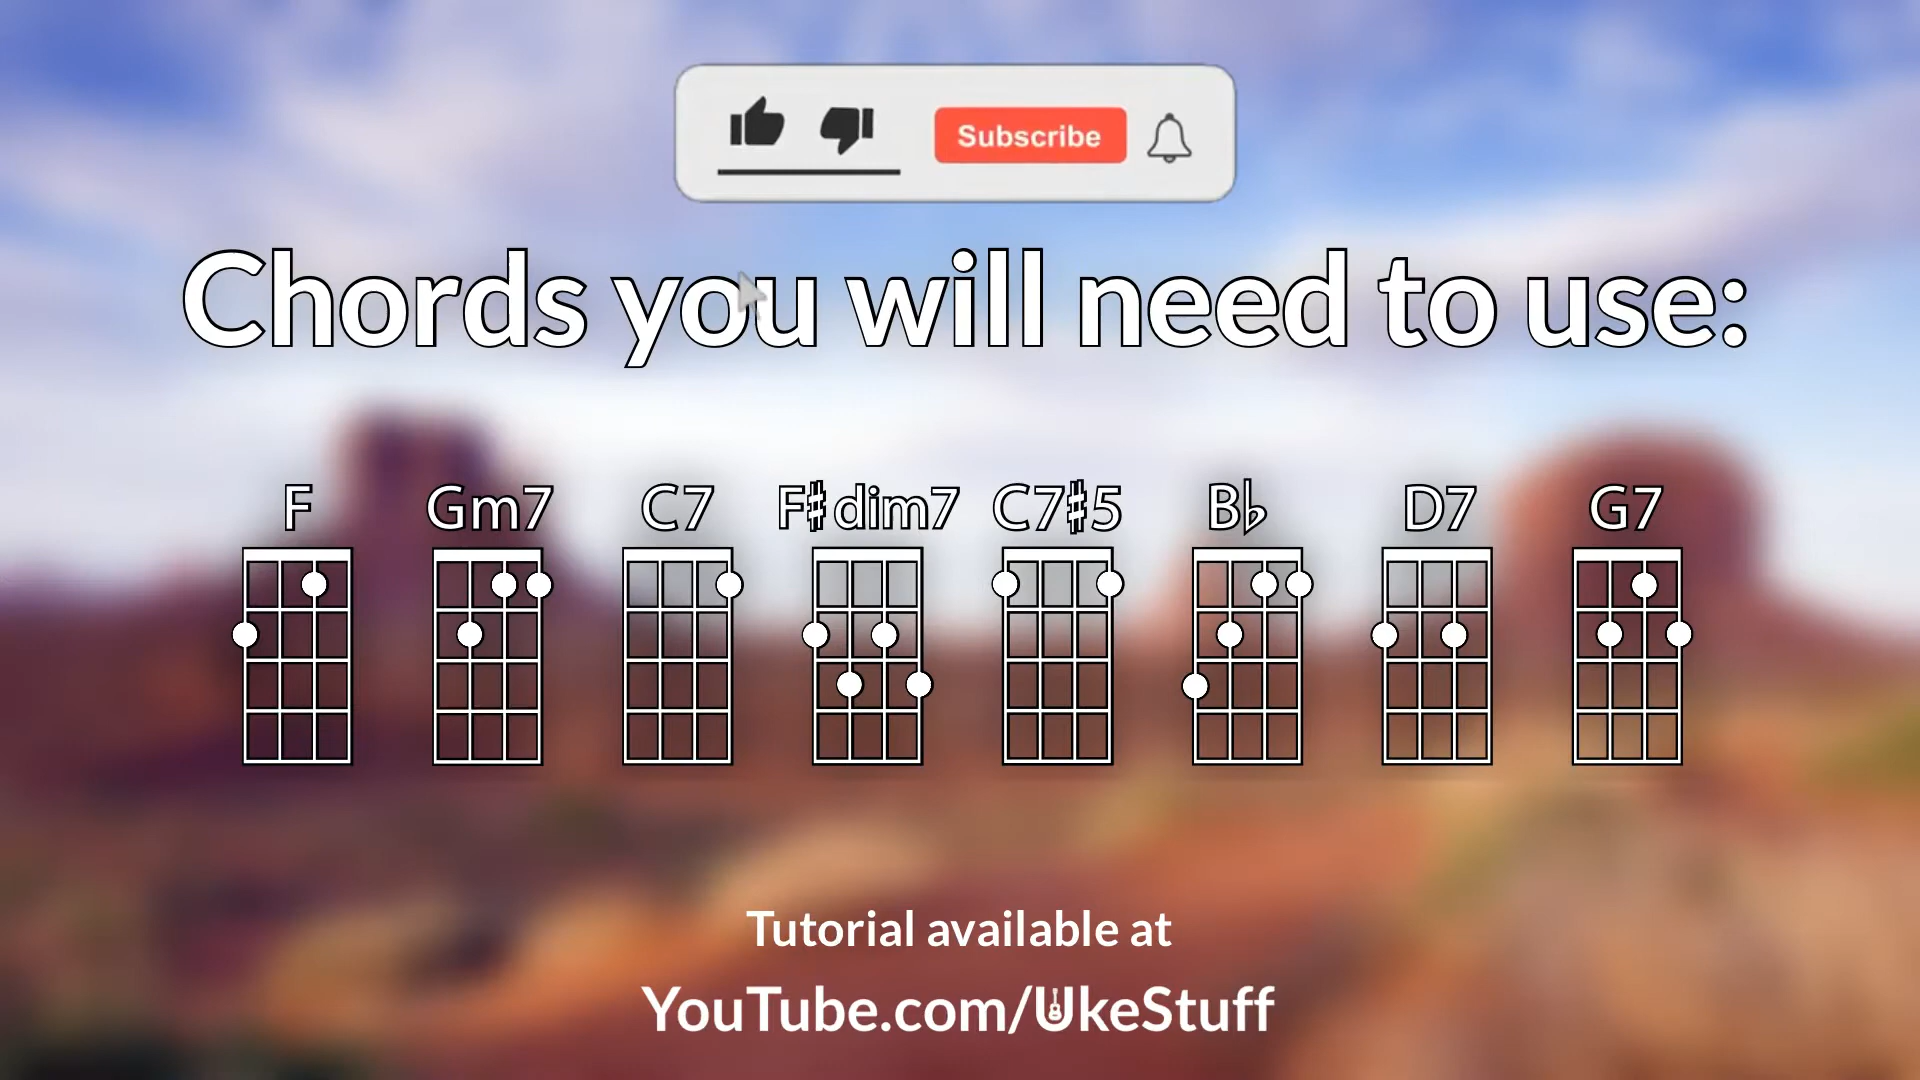 Subscribe
Chords you will need to use:
F Gm7 C7 F♯dim7 C7♯5 B♭ D7 G7
Tutorial available at
YouTube.com/UkeStuff